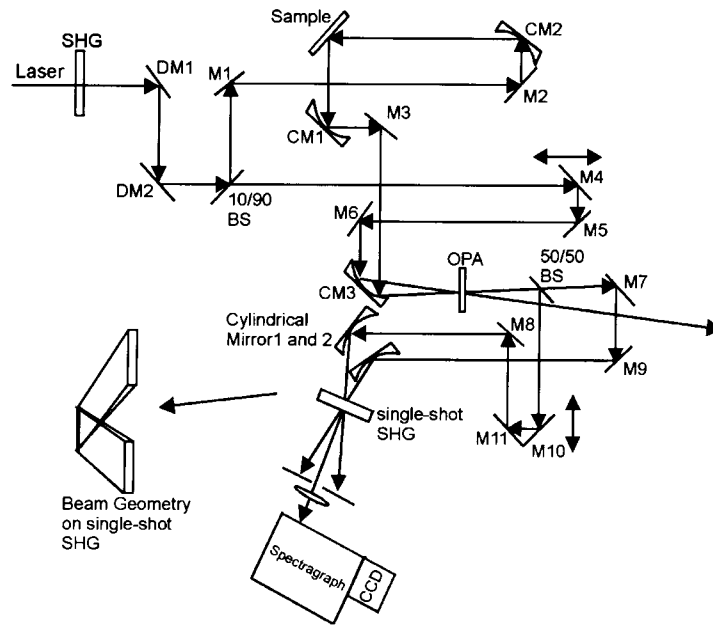 Sample
SHG
CM2
Laser
DM1
M1
M2
M3
CM1
DM2
10/90
BS
M4
M6
M5
50/50
BS
OPA
M7
CM3
Cylindrical
Mirror1 and 2
M8
M9
single-shot
SHG
M11
M10
Beam Geometry
on single-shot
SHG
Spectragraph
CCD